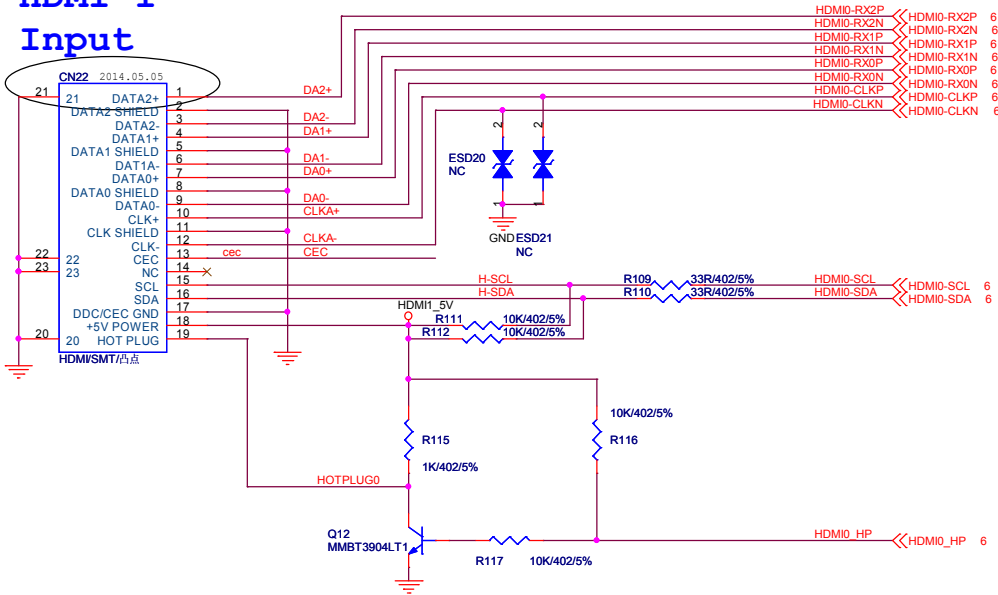 HDMI 1
Input
CN22 2014.05.05
21 21 DATA2+ 1 DA2+ HDMI0-RX2P HDMI0-RX2P 6
DATA2 SHIELD 2 HDMI0-RX2N HDMI0-RX2N 6
DATA2- 3 DA2- HDMI0-RX1P HDMI0-RX1P 6
DATA1+ 4 DA1+ HDMI0-RX1N HDMI0-RX1N 6
DATA1 SHIELD 5 HDMI0-RX0P HDMI0-RX0P 6
DAT1A- 6 DA1- HDMI0-RX0N HDMI0-RX0N 6
DATA0+ 7 DA0+ HDMI0-CLKP HDMI0-CLKP 6
DATA0 SHIELD 8 HDMI0-CLKN HDMI0-CLKN 6
DATA0- 9 DA0-
CLK+ 10 CLKA+
CLK SHIELD 11
CLK- 12 CLKA-
22 22 CEC 13 cec CEC
23 23 NC 14
SCL 15 H-SCL R109 33R/402/5% HDMI0-SCL HDMI0-SCL 6
SDA 16 H-SDA R110 33R/402/5% HDMI0-SDA HDMI0-SDA 6
DDC/CEC GND 17
+5V POWER 18
20 20 HOT PLUG 19
HDMI/SMT/凸点
2 2
ESD20
NC
1 1
GND ESD21
NC
HDMI1_5V
R111 10K/402/5%
R112 10K/402/5%
10K/402/5%
R115 R116
1K/402/5%
HOTPLUG0
Q12
MMBT3904LT1
R117 10K/402/5%
HDMI0_HP HDMI0_HP 6